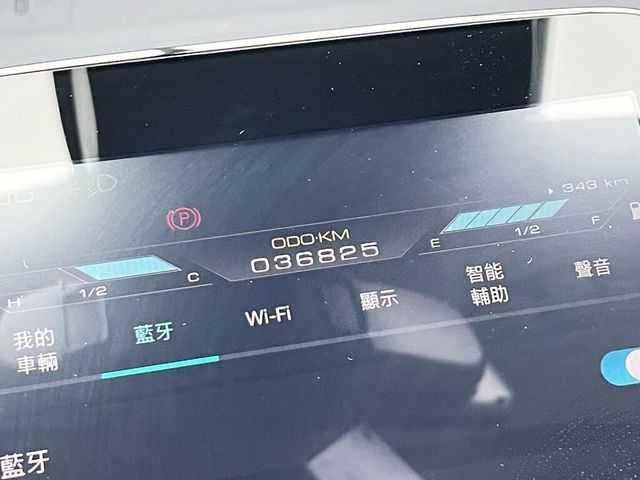 343 km
P
ODO·KM
036825
H 1/2 C
E 1/2 F
我的
車輛
藍牙
Wi-Fi
顯示
智能
輔助
聲音
藍牙